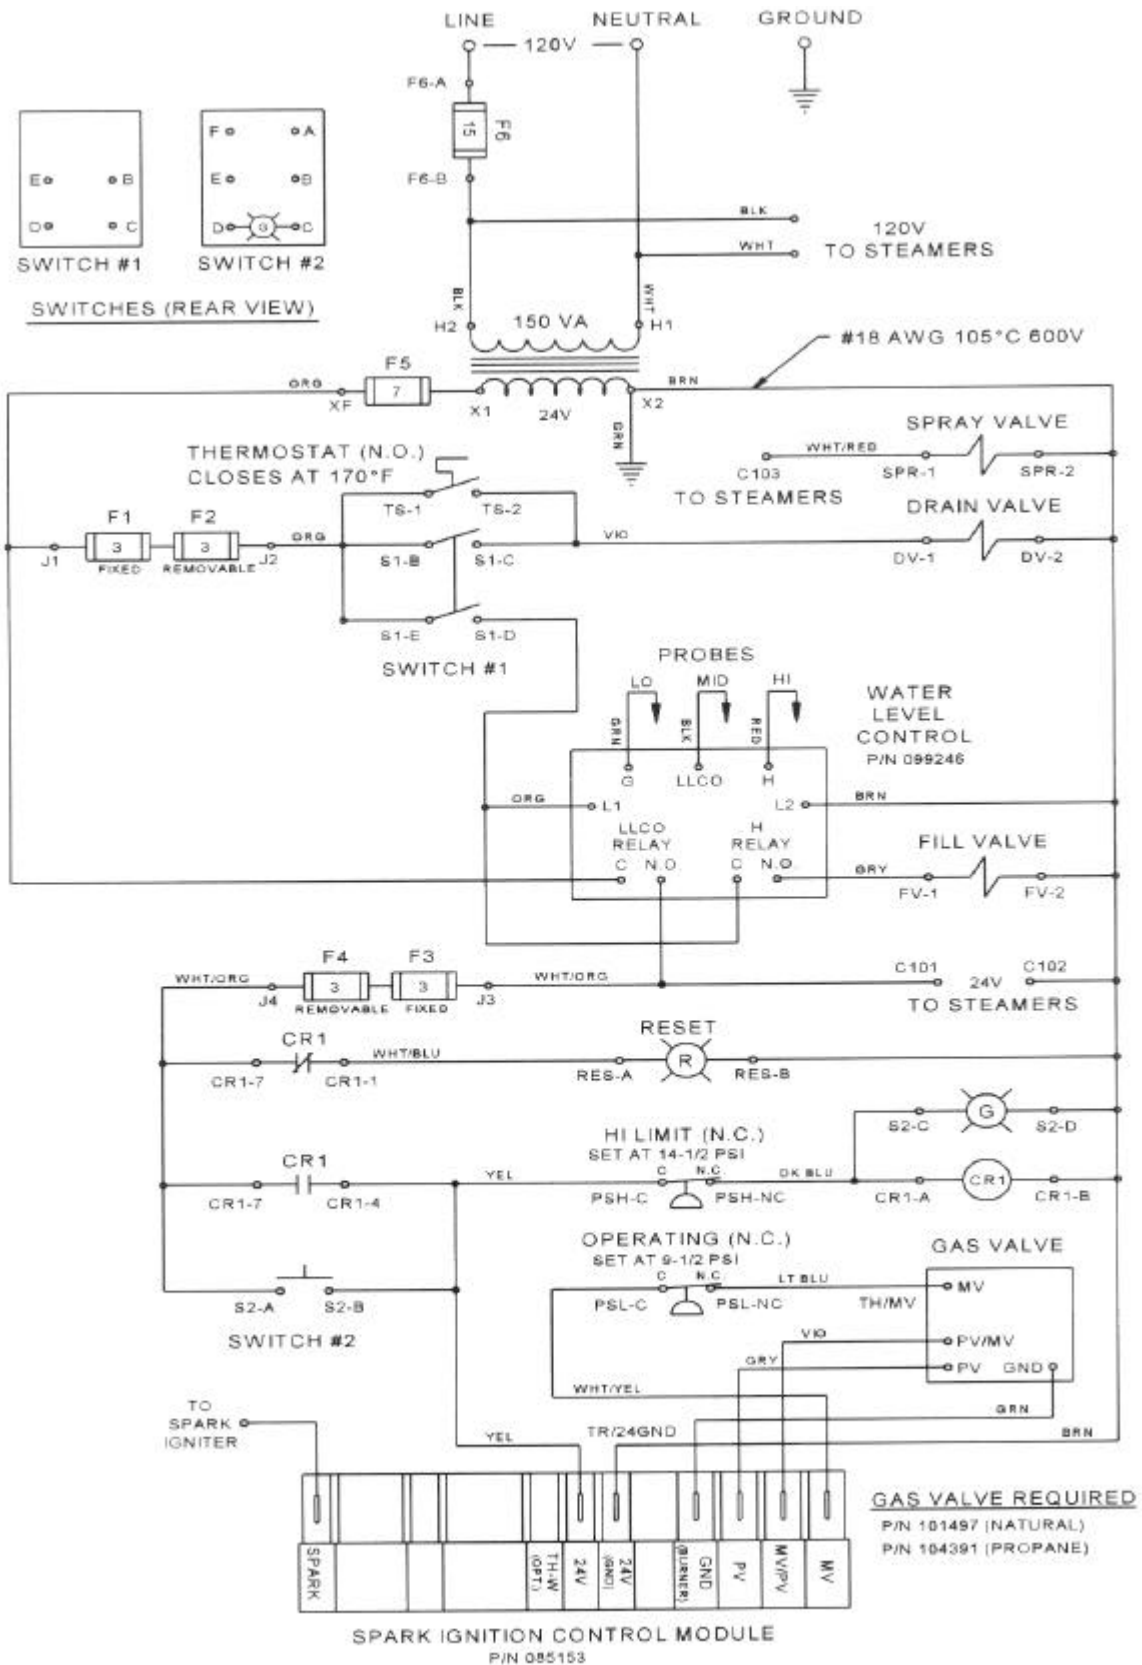 LINE
NEUTRAL
GROUND
120V
F6-A
15
F6
F6-B
F
A
E
B
E
B
D
C
D
G
C
SWITCH #1
SWITCH #2
SWITCHES (REAR VIEW)
BLK
WHT
120V
TO STEAMERS
BLK
WHT
H2
150 VA
H1
#18 AWG 105°C 600V
F5
ORG
XF
7
X1
24V
X2
BRN
GRN
THERMOSTAT (N.O.)
CLOSES AT 170°F
TS-1
TS-2
SPRAY VALVE
WHT/RED
C103
TO STEAMERS
SPR-1
SPR-2
DRAIN VALVE
F1
F2
J1
3
3
FIXED
REMOVABLE
J2
ORG
S1-B
S1-C
VIO
DV-1
DV-2
S1-E
S1-D
SWITCH #1
PROBES
LO
MID
HI
GRN
BLK
RED
WATER
LEVEL
CONTROL
P/N 099246
G
LLCO
H
ORG
L1
L2
BRN
LLCO
RELAY
H
RELAY
C
N.O
C
N.O.
GRY
FILL VALVE
FV-1
FV-2
WHT/ORG
J4
F4
3
REMOVABLE
F3
3
FIXED
J3
WHT/ORG
C101
24V
C102
TO STEAMERS
CR1
CR1-7
CR1-1
WHT/BLU
RESET
RES-A
R
RES-B
S2-C
G
S2-D
HI LIMIT (N.C.)
SET AT 14-1/2 PSI
CR1
CR1-7
CR1-4
YEL
C
N.C.
PSH-C
PSH-NC
DK BLU
CR1-A
CR1
CR1-B
OPERATING (N.C.)
SET AT 9-1/2 PSI
C
N.C.
PSL-C
PSL-NC
LT BLU
GAS VALVE
TH/MV
MV
PV/MV
PV
GND
S2-A
S2-B
SWITCH #2
VIO
GRY
WHT/YEL
GRN
TO
SPARK
IGNITER
YEL
TR/24GND
BRN
SPARK
TH-W
(OPT.)
24V
24V
(GND)
GND
(BURNER)
PV
MV/PV
MV
GAS VALVE REQUIRED
P/N 101497 (NATURAL)
P/N 104391 (PROPANE)
SPARK IGNITION CONTROL MODULE
P/N 085153